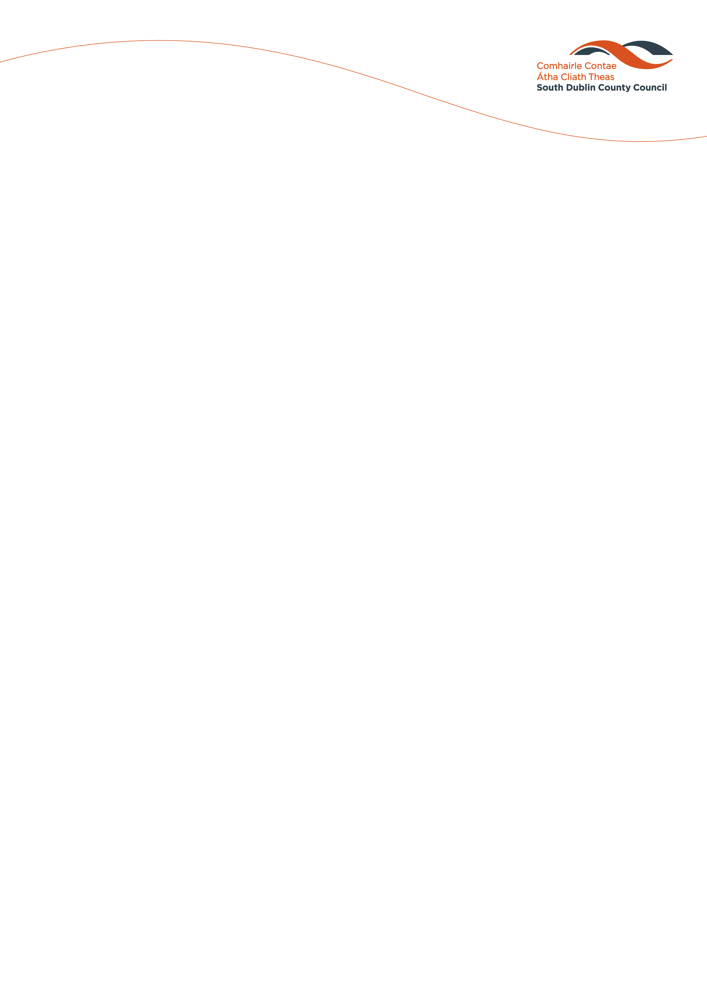 Comhairle Contae
Átha Cliath Theas
South Dublin County Council